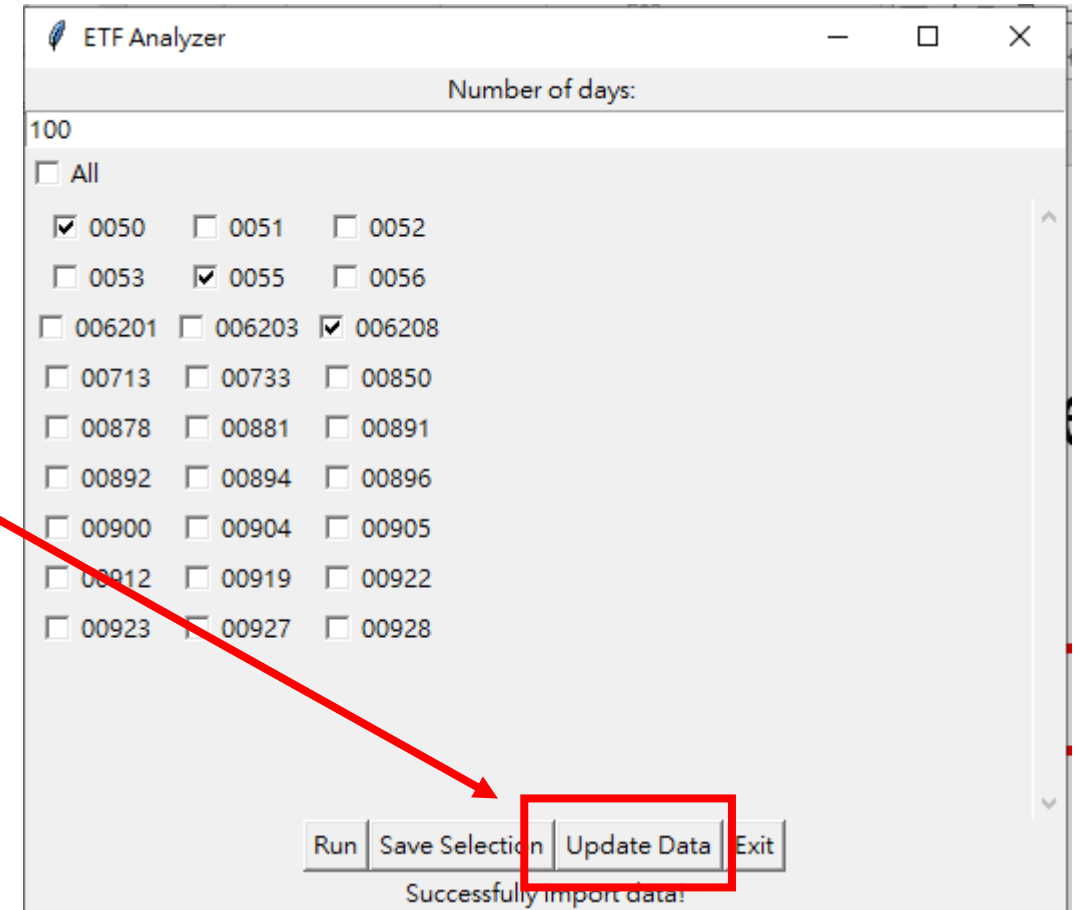 ETF Analyzer
Number of days:
100
All
0050 0051 0052
0053 0055 0056
006201 006203 006208
00713 00733 00850
00878 00881 00891
00892 00894 00896
00900 00904 00905
00912 00919 00922
00923 00927 00928
Run Save Selection Update Data Exit
Successfully import data!